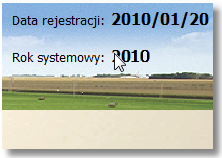 Data rejestracji: 2010/01/20
Rok systemowy: 2010